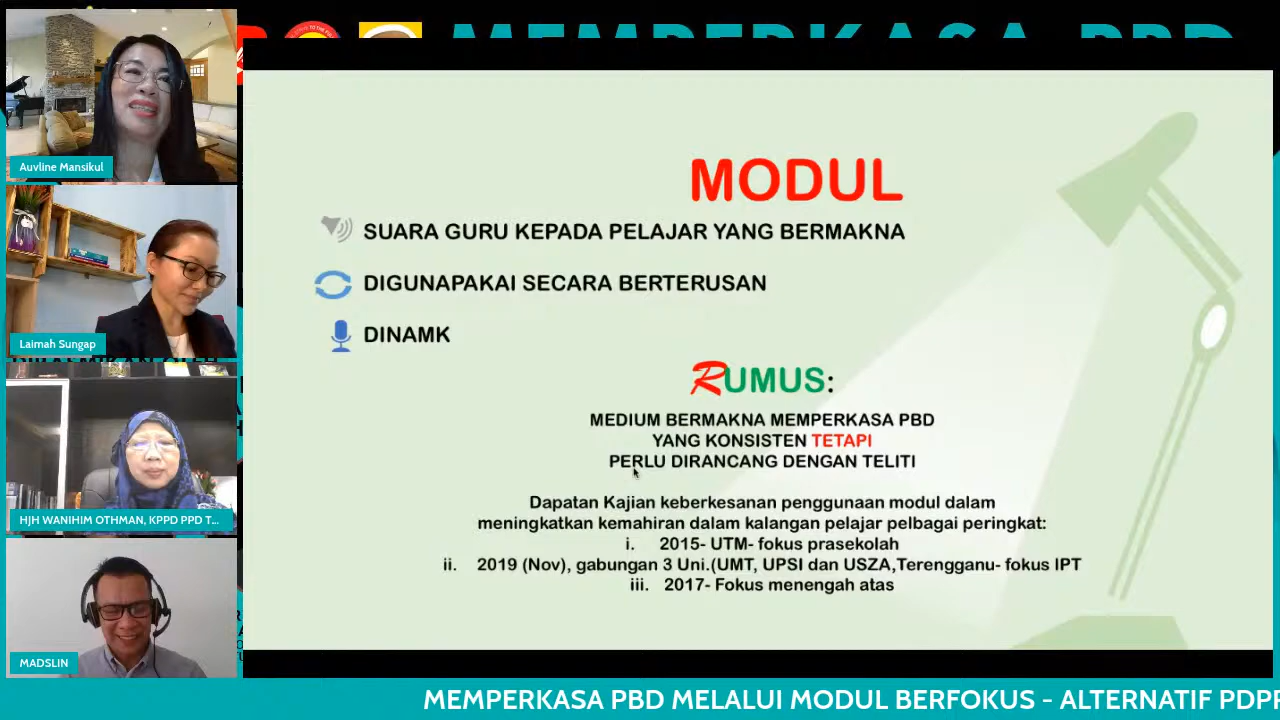 MEMPERKASA PBD
Auvline Mansikul
Laimah Sungap
HJH WANIHIM OTHMAN, KPPD PPD T...
MADSLIN
MODUL
SUARA GURU KEPADA PELAJAR YANG BERMAKNA
DIGUNAPAKAI SECARA BERTERUSAN
DINAMK
RUMUS:
MEDIUM BERMAKNA MEMPERKASA PBD
YANG KONSISTEN TETAPI
PERLU DIRANCANG DENGAN TELITI
Dapatan Kajian keberkesanan penggunaan modul dalam
meningkatkan kemahiran dalam kalangan pelajar pelbagai peringkat:
i. 2015- UTM- fokus prasekolah
ii. 2019 (Nov), gabungan 3 Uni.(UMT, UPSI dan USZA,Terengganu- fokus IPT
iii. 2017- Fokus menengah atas
MEMPERKASA PBD MELALUI MODUL BERFOKUS - ALTERNATIF PDPR